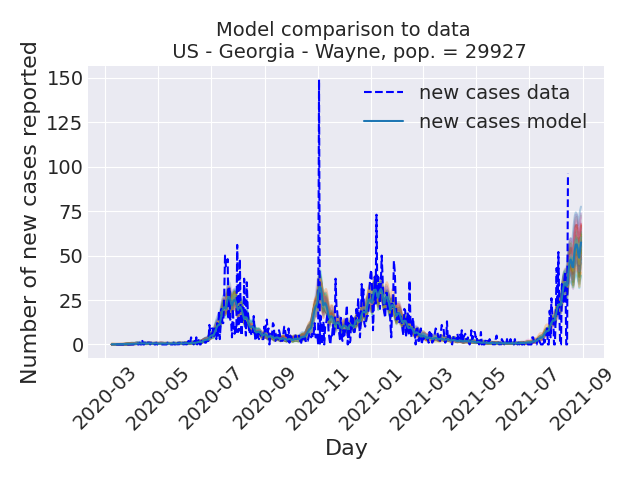 Model comparison to data
US - Georgia - Wayne, pop. = 29927
Number of new cases reported
150
125
100
75
50
25
0
new cases data
new cases model
2020-03
2020-05
2020-07
2020-09
2020-11
2021-01
2021-03
2021-05
2021-07
2021-09
Day